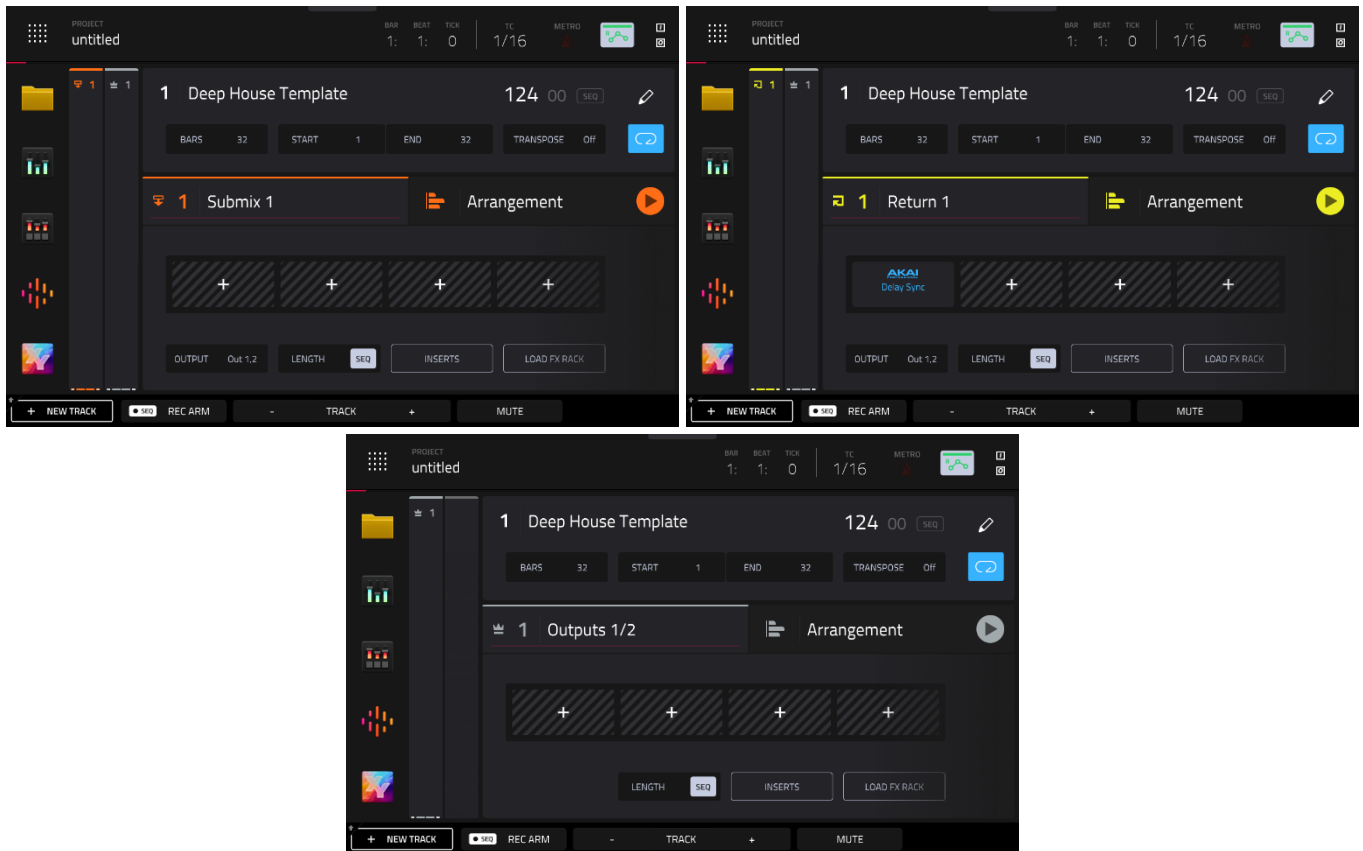 PROJECT BAR BEAT TICK TC METRO
untitled 1: 1: 0 1/16
1 1 1 Deep House Template 124 00 SEQ
BARS 32 START 1 END 32 TRANSPOSE Off
1 Submix 1 Arrangement
+ + + +
OUTPUT Out 1,2 LENGTH SEQ INSERTS LOAD FX RACK
+ NEW TRACK SEQ REC ARM - TRACK + MUTE
PROJECT BAR BEAT TICK TC METRO
untitled 1: 1: 0 1/16
1 1 1 Deep House Template 124 00 SEQ
BARS 32 START 1 END 32 TRANSPOSE Off
1 Return 1 Arrangement
AKAI
Delay Sync + + +
OUTPUT Out 1,2 LENGTH SEQ INSERTS LOAD FX RACK
+ NEW TRACK SEQ REC ARM - TRACK + MUTE
PROJECT BAR BEAT TICK TC METRO
untitled 1: 1: 0 1/16
1 1 Deep House Template 124 00 SEQ
BARS 32 START 1 END 32 TRANSPOSE Off
1 Outputs 1/2 Arrangement
+ + + +
LENGTH SEQ INSERTS LOAD FX RACK
+ NEW TRACK SEQ REC ARM - TRACK + MUTE